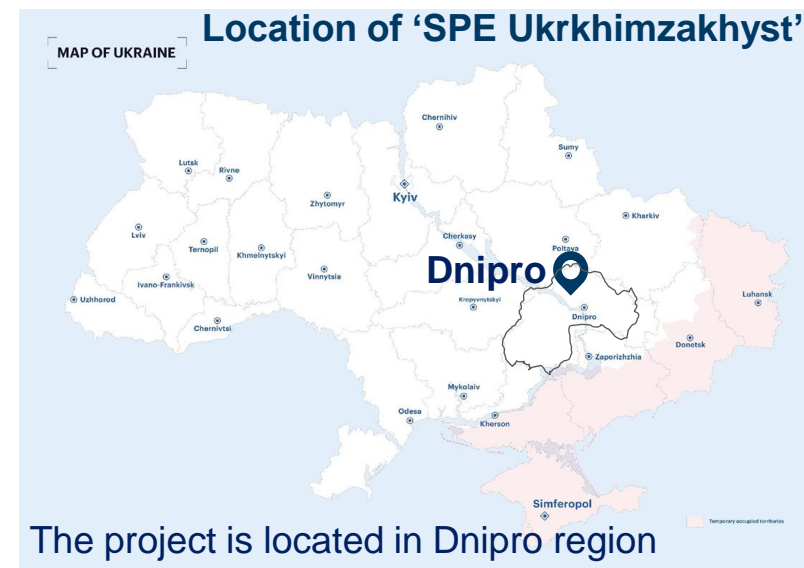 Location of ‘SPE Ukrkhimzakhyst’
MAP OF UKRAINE
Chernihiv
Sumy
Lutsk
Rivne
Kyiv
Zhytomyr
Kharkiv
Lviv
Ternopil
Khmelnytskyi
Cherkasy
Poltava
Dnipro
Vinnytsia
Ivano-Frankivsk
Uzhhorod
Kropyvnytskyi
Luhansk
Chernivtsi
Dnipro
Donetsk
Zaporizhzhia
Mykolaiv
Odesa
Kherson
Simferopol
Temporary occupied territories
The project is located in Dnipro region